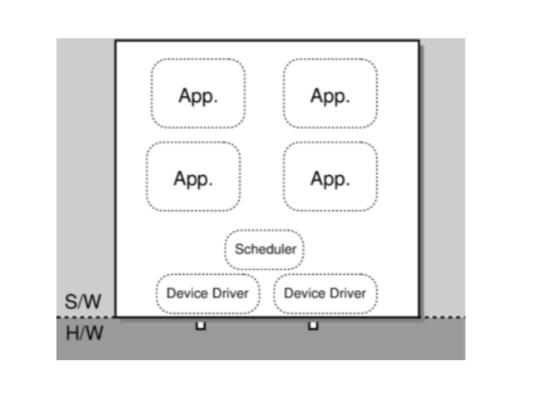 App.
App.
App.
App.
Scheduler
Device Driver
Device Driver
S/W
H/W